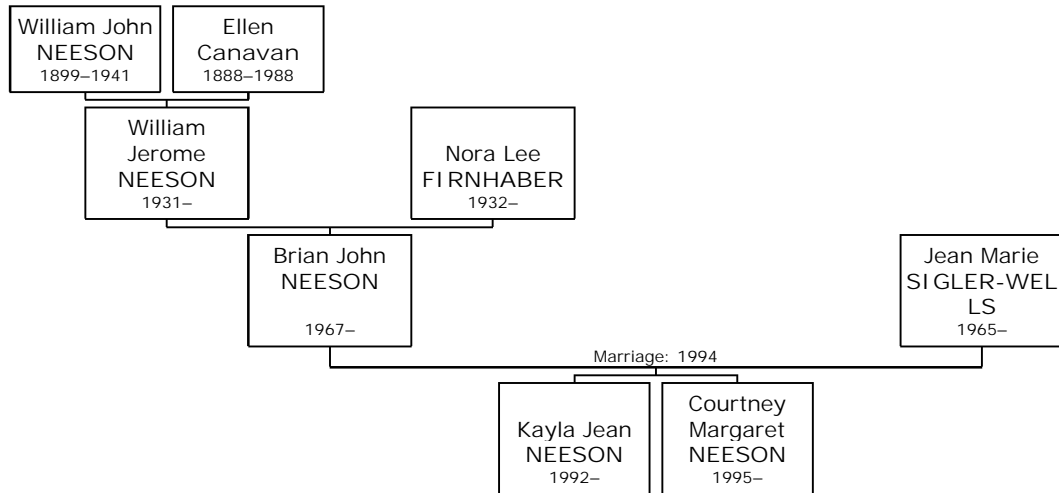 William John
NEESON
1899–1941
Ellen
Canavan
1888–1988
William
Jerome
NEESON
1931–
Nora Lee
FIRNHABER
1932–
Brian John
NEESON
1967–
Jean Marie
SIGLER-WEL
LS
1965–
Marriage: 1994
Kayla Jean
NEESON
1992–
Courtney
Margaret
NEESON
1995–